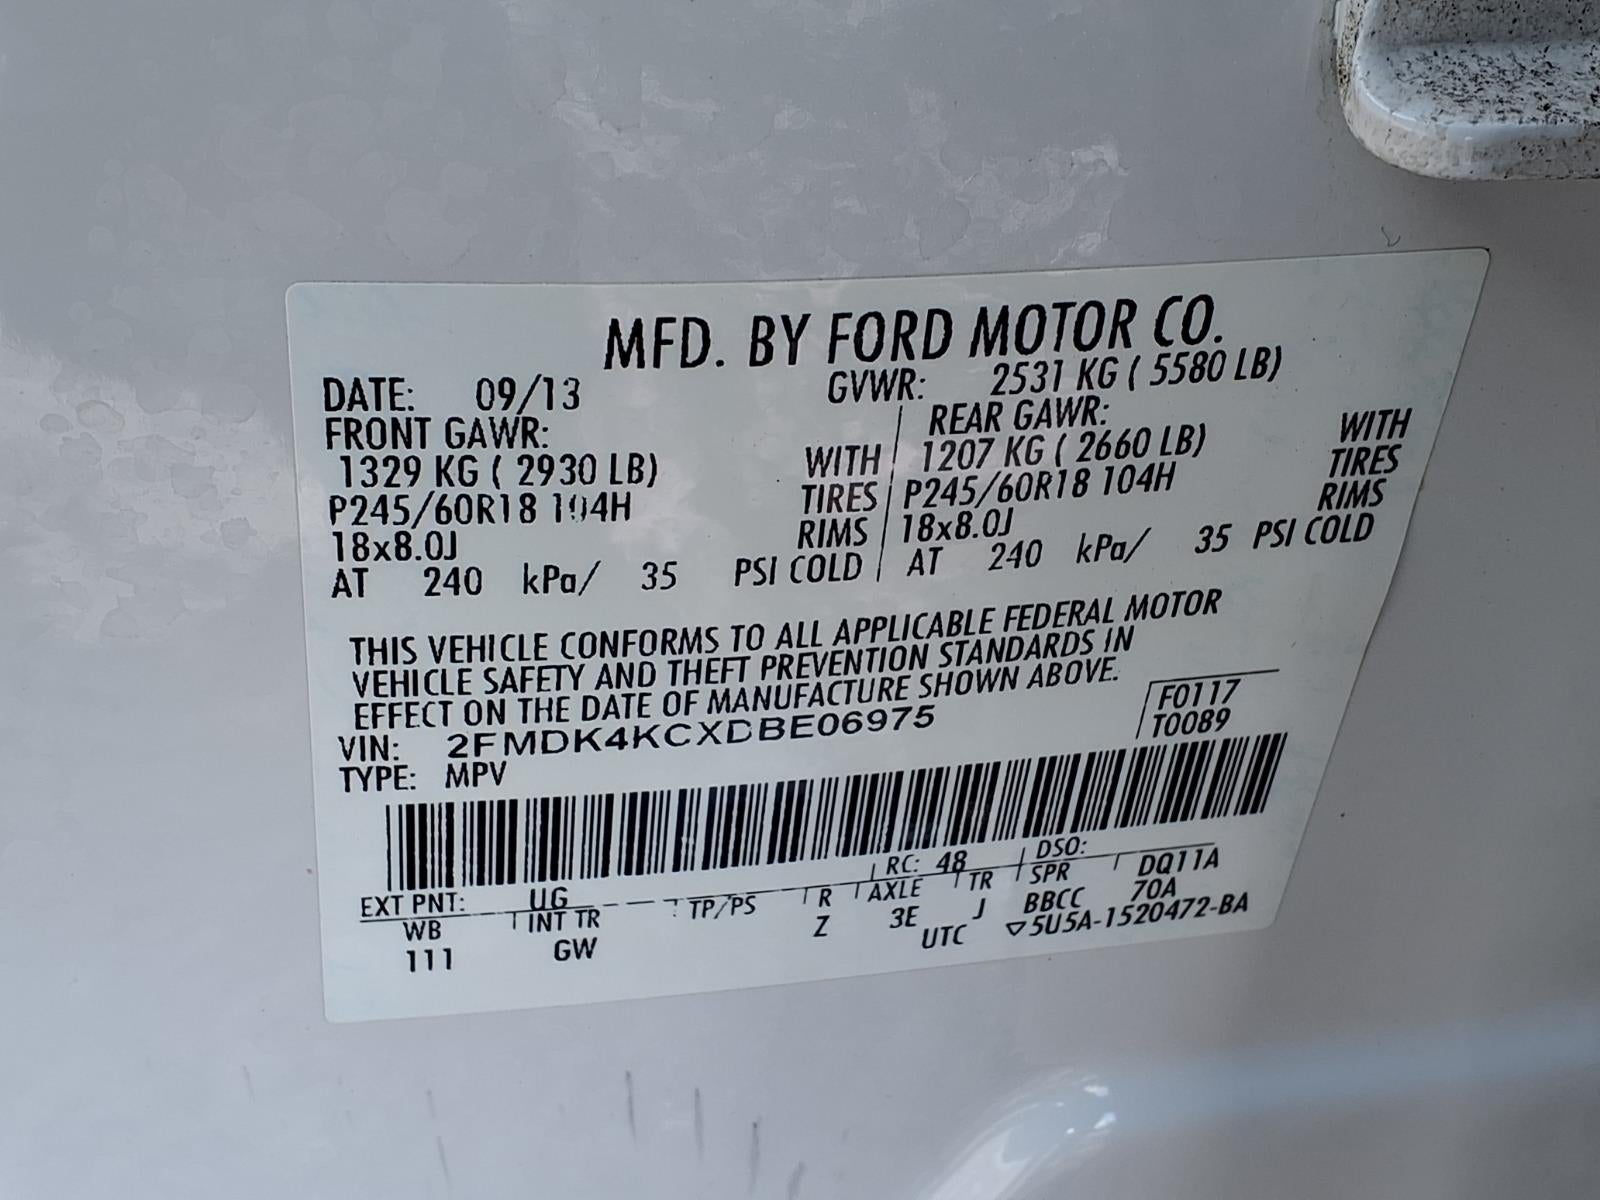 MFD. BY FORD MOTOR CO.
DATE: 09/13 GVWR: 2531 KG ( 5580 LB)
FRONT GAWR: REAR GAWR:
1329 KG ( 2930 LB) WITH 1207 KG ( 2660 LB) WITH
P245/60R18 104H TIRES P245/60R18 104H TIRES
18x8.0J RIMS 18x8.0J RIMS
AT 240 kPa/ 35 PSI COLD AT 240 kPa/ 35 PSI COLD
THIS VEHICLE CONFORMS TO ALL APPLICABLE FEDERAL MOTOR
VEHICLE SAFETY AND THEFT PREVENTION STANDARDS IN
EFFECT ON THE DATE OF MANUFACTURE SHOWN ABOVE.
VIN: 2FMDK4KCXDBE06975 F0117
TYPE: MPV T0089
EXT PNT: UG RC: 48 DSO:
WB INT TR TP/PS R AXLE TR SPR DQ11A
111 GW Z 3E J BBCC 70A
UTC ▽5U5A-1520472-BA